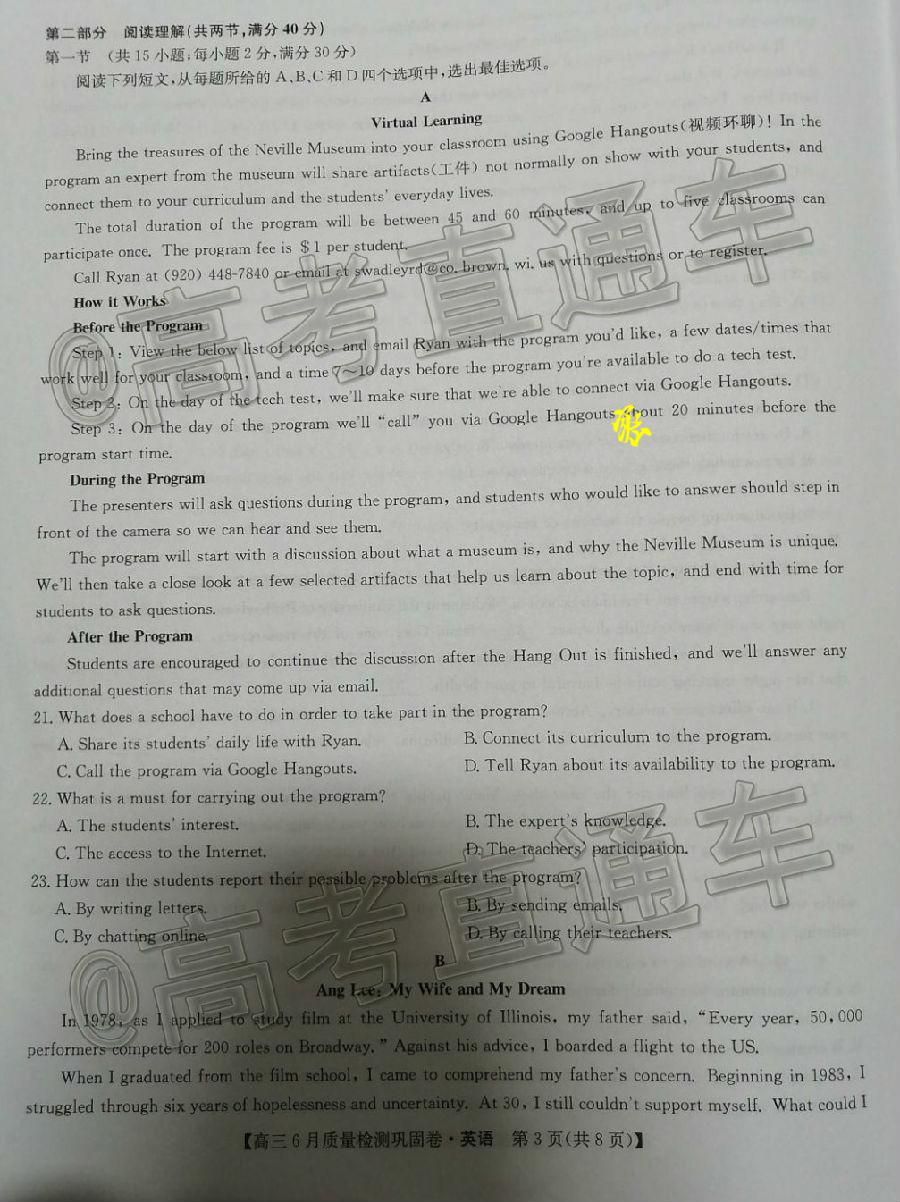 第二部分 阅读理解(共两节,满分40分)
第一节 (共15小题;每小题2分,满分30分)
阅读下列短文,从每题所给的A、B、C和D四个选项中,选出最佳选项。
A
Virtual Learning
Bring the treasures of the Neville Museum into your classroom using Google Hangouts(视频环聊)! In the
program an expert from the museum will share artifacts(工件) not normally on show with your students, and
connect them to your curriculum and the students' everyday lives.
The total duration of the program will be between 45 and 60 minutes, and up to five classrooms can
participate once. The program fee is $1 per student.
Call Ryan at (920) 448-7840 or email at swadleyrd@co. brown. wi. us with questions or to register.
How it Works
Before the Program
Step 1: View the below list of topics, and email Ryan with the program you'd like, a few dates/times that
work well for your classroom, and a time 7~10 days before the program you're available to do a tech test.
Step 2: On the day of the tech test, we'll make sure that we're able to connect via Google Hangouts.
Step 3: On the day of the program we'll "call" you via Google Hangouts about 20 minutes before the
program start time.
During the Program
The presenters will ask questions during the program, and students who would like to answer should step in
front of the camera so we can hear and see them.
The program will start with a discussion about what a museum is, and why the Neville Museum is unique.
We'll then take a close look at a few selected artifacts that help us learn about the topic, and end with time for
students to ask questions.
After the Program
Students are encouraged to continue the discussion after the Hang Out is finished, and we'll answer any
additional questions that may come up via email.
21. What does a school have to do in order to take part in the program?
A. Share its students' daily life with Ryan. B. Connect its curriculum to the program.
C. Call the program via Google Hangouts. D. Tell Ryan about its availability to the program.
22. What is a must for carrying out the program?
A. The students' interest. B. The expert's knowledge.
C. The access to the Internet. D. The teachers' participation.
23. How can the students report their possible problems after the program?
A. By writing letters. B. By sending emails.
C. By chatting online. D. By calling their teachers.
B
Ang Lee: My Wife and My Dream
In 1978, as I applied to study film at the University of Illinois, my father said, "Every year, 50,000
performers compete for 200 roles on Broadway." Against his advice, I boarded a flight to the US.
When I graduated from the film school, I came to comprehend my father's concern. Beginning in 1983, I
struggled through six years of hopelessness and uncertainty. At 30, I still couldn't support myself. What could I
【高三6月质量检测巩固卷·英语 第3页(共8页)】
@高考直通车
@高考直通车